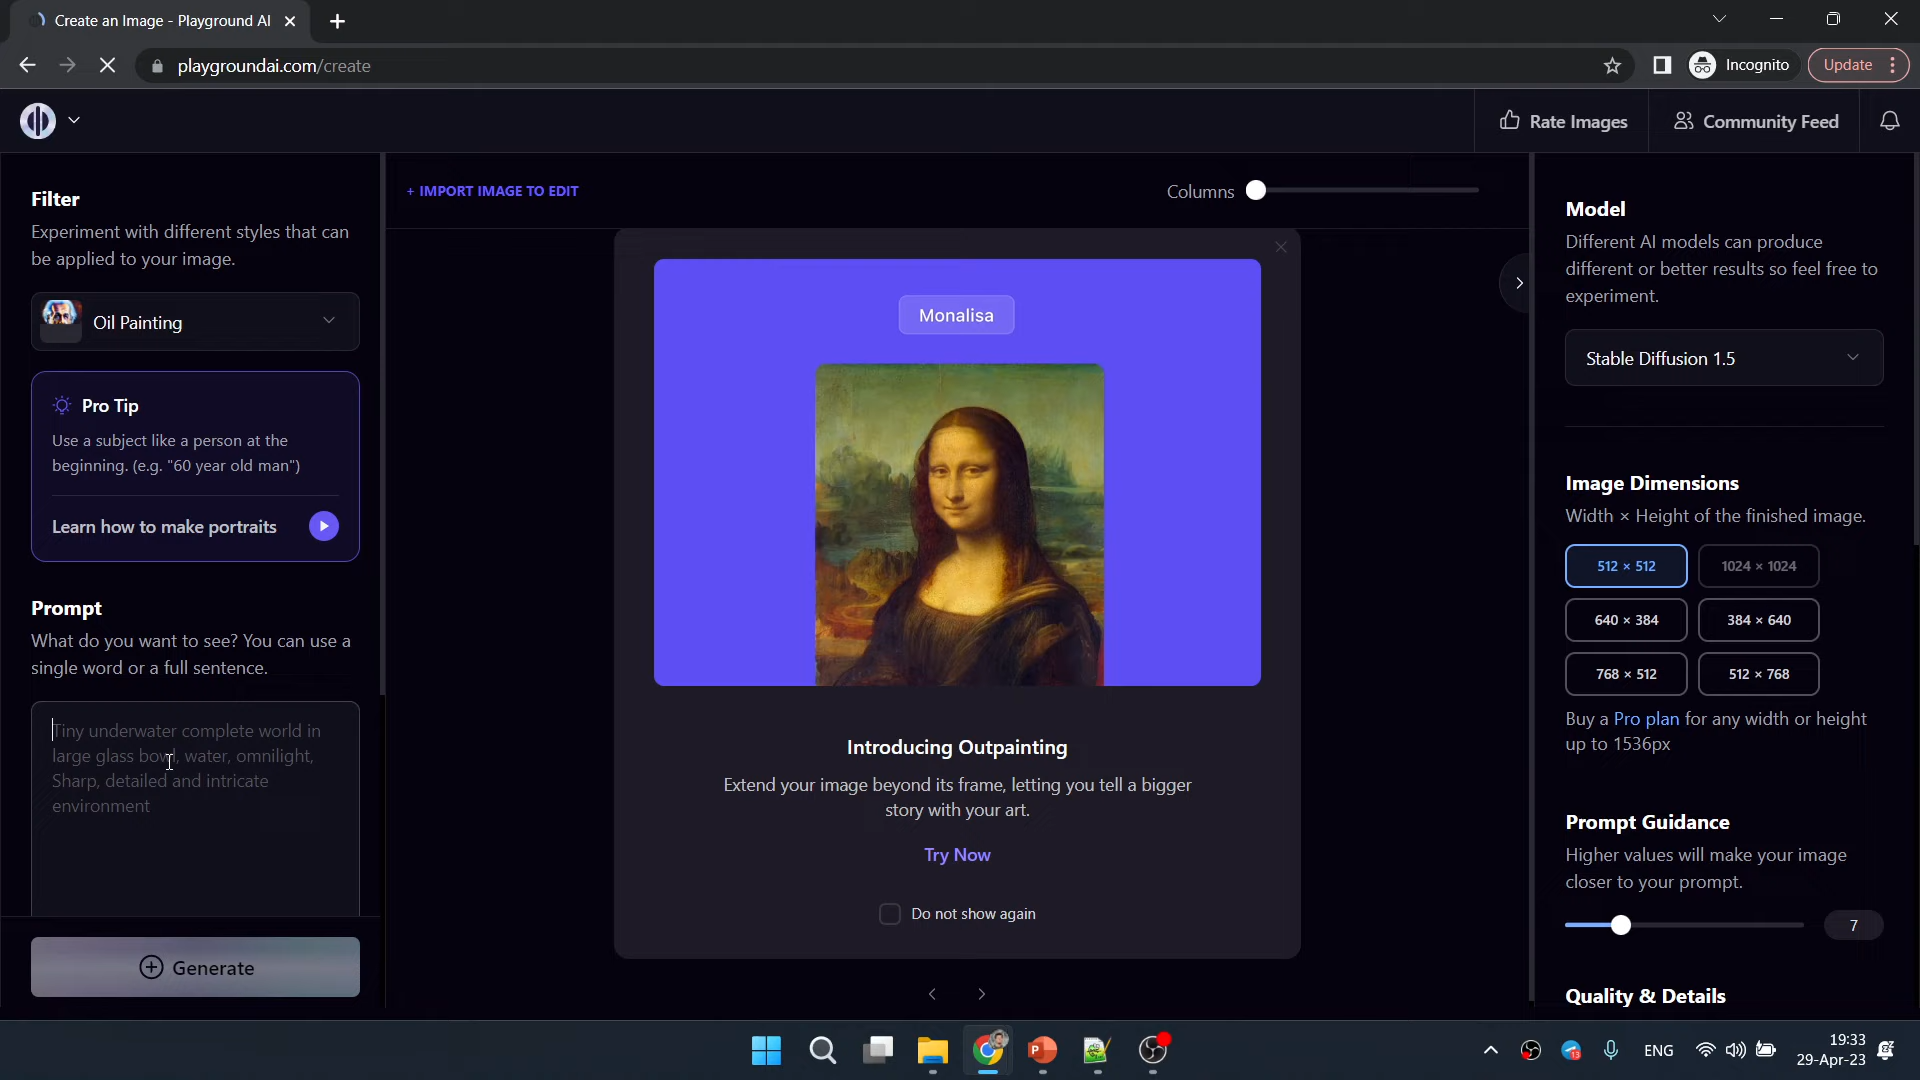 Create an Image - Playground AI
playgroundai.com/create
Incognito
Update
Rate Images
Community Feed
Filter
Experiment with different styles that can
be applied to your image.
Oil Painting
Pro Tip
Use a subject like a person at the
beginning. (e.g. "60 year old man")
Learn how to make portraits
Prompt
What do you want to see? You can use a
single word or a full sentence.
Tiny underwater complete world in
large glass bowl, water, omnilight,
Sharp, detailed and intricate
environment
Generate
+ IMPORT IMAGE TO EDIT
Columns
Monalisa
Introducing Outpainting
Extend your image beyond its frame, letting you tell a bigger
story with your art.
Try Now
Do not show again
Model
Different AI models can produce
different or better results so feel free to
experiment.
Stable Diffusion 1.5
Image Dimensions
Width × Height of the finished image.
512 × 512
1024 × 1024
640 × 384
384 × 640
768 × 512
512 × 768
Buy a Pro plan for any width or height
up to 1536px
Prompt Guidance
Higher values will make your image
closer to your prompt.
7
Quality & Details
13
ENG
19:33
29-Apr-23